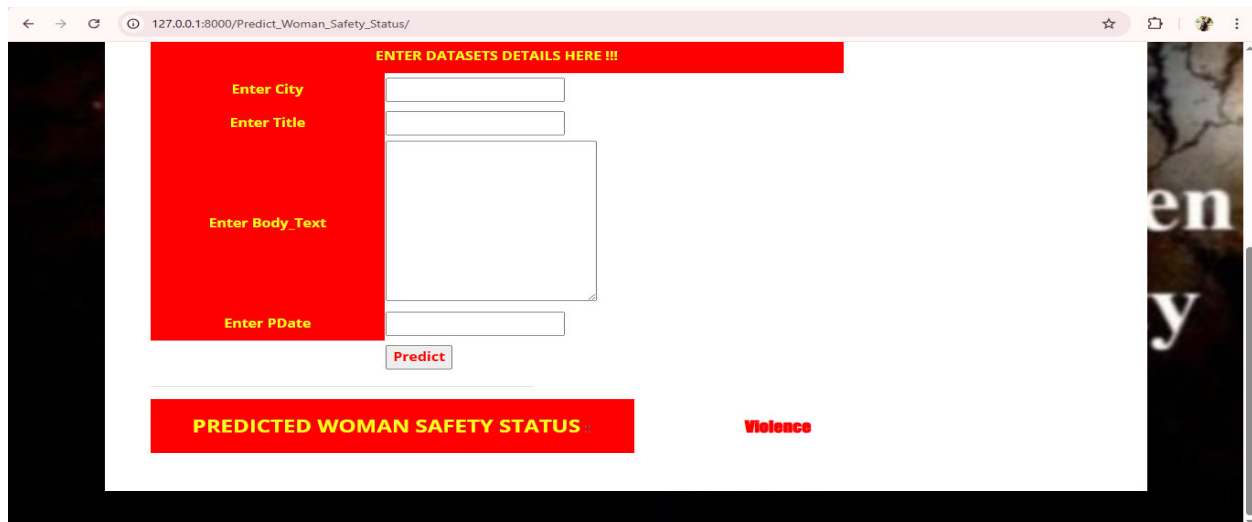 127.0.0.1:8000/Predict_Woman_Safety_Status/
ENTER DATASETS DETAILS HERE !!!
Enter City
Enter Title
Enter Body_Text
Enter PDate
Predict
PREDICTED WOMAN SAFETY STATUS :: Violence
en
y